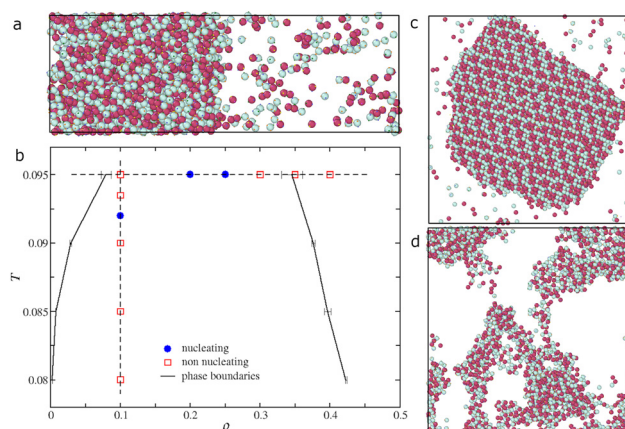 a
c
b
0.095
0.09
T
0.085
nucleating
non nucleating
phase boundaries
0.08
0
0.1
0.2
0.3
0.4
0.5
ρ
d